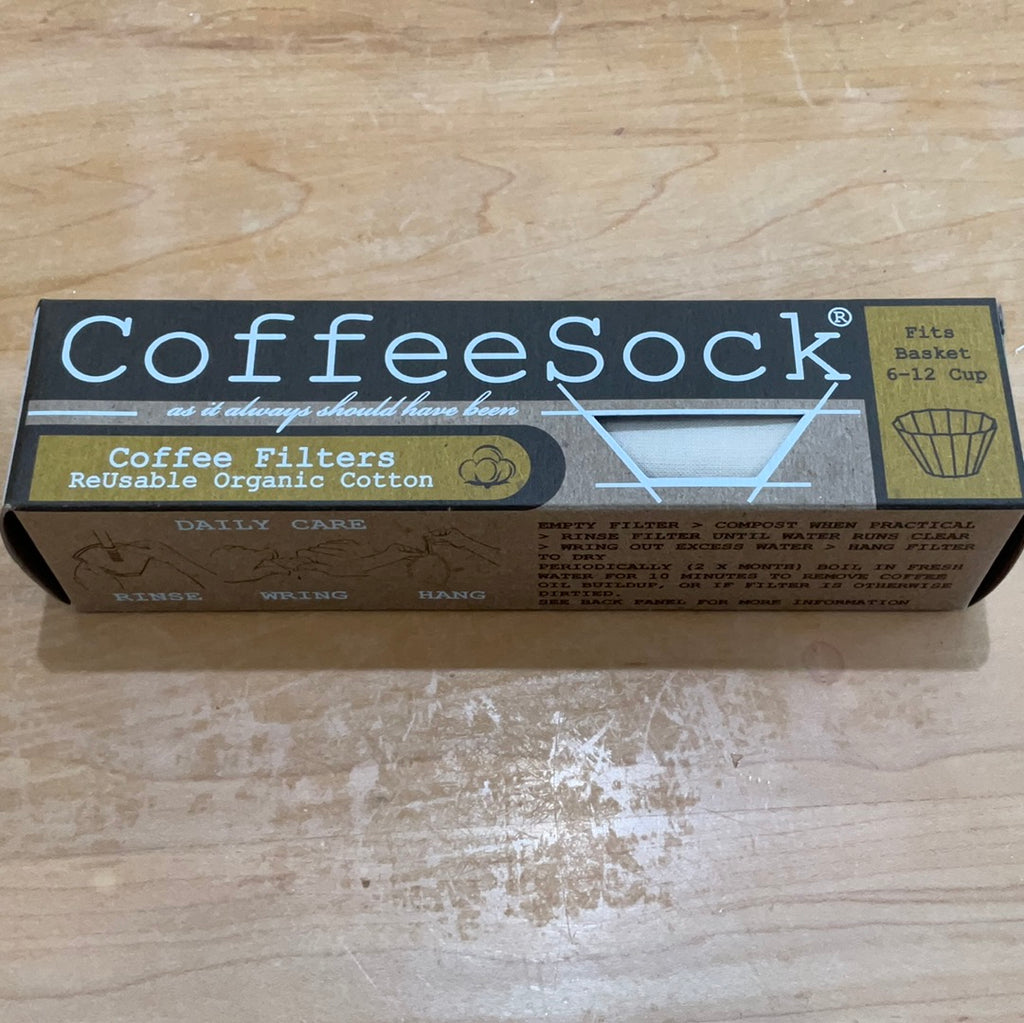 CoffeeSock®
as it always should have been
Coffee Filters
ReUsable Organic Cotton
Fits
Basket
6-12 Cup
DAILY CARE
RINSE WRING HANG
EMPTY FILTER > COMPOST WHEN PRACTICAL
> RINSE FILTER UNTIL WATER RUNS CLEAR
> WRING OUT EXCESS WATER > HANG FILTER
TO DRY
PERIODICALLY (2 X MONTH) BOIL IN FRESH
WATER FOR 10 MINUTES TO REMOVE COFFEE
OIL BUILDUP, OR IF FILTER IS OTHERWISE
DIRTIED.
SEE BACK PANEL FOR MORE INFORMATION